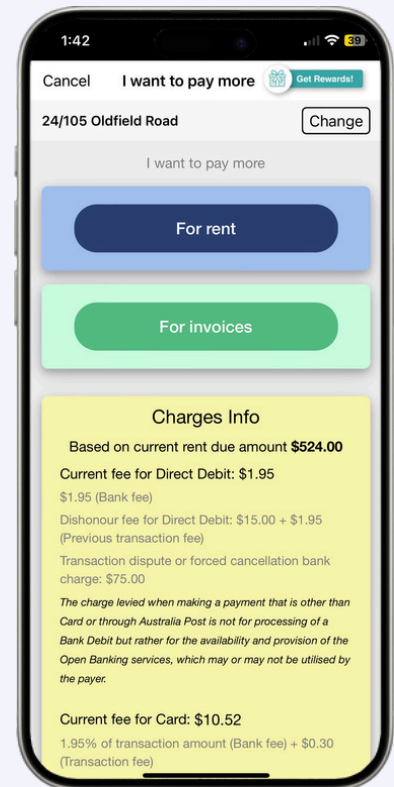 1:42
39
Cancel
I want to pay more
Get Rewards!
24/105 Oldfield Road
Change
I want to pay more
For rent
For invoices
Charges Info
Based on current rent due amount $524.00
Current fee for Direct Debit: $1.95
$1.95 (Bank fee)
Dishonour fee for Direct Debit: $15.00 + $1.95
(Previous transaction fee)
Transaction dispute or forced cancellation bank
charge: $75.00
The charge levied when making a payment that is other than
Card or through Australia Post is not for processing of a
Bank Debit but rather for the availability and provision of the
Open Banking services, which may or may not be utilised by
the payer.
Current fee for Card: $10.52
1.95% of transaction amount (Bank fee) + $0.30
(Transaction fee)